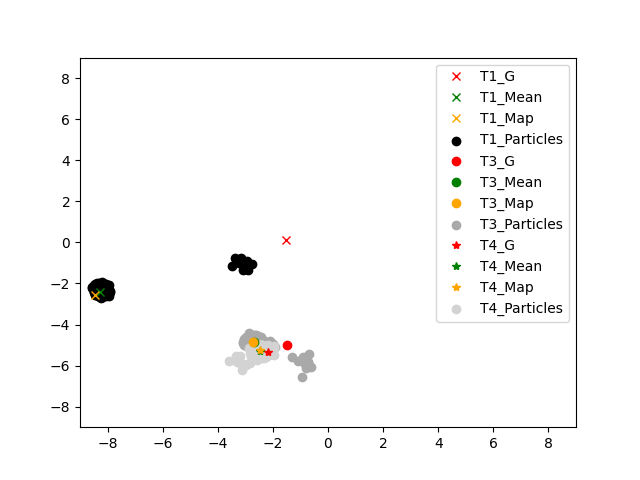 8
6
4
2
0
−2
−4
−6
−8
−8 −6 −4 −2 0 2 4 6 8
T1_G
T1_Mean
T1_Map
T1_Particles
T3_G
T3_Mean
T3_Map
T3_Particles
T4_G
T4_Mean
T4_Map
T4_Particles